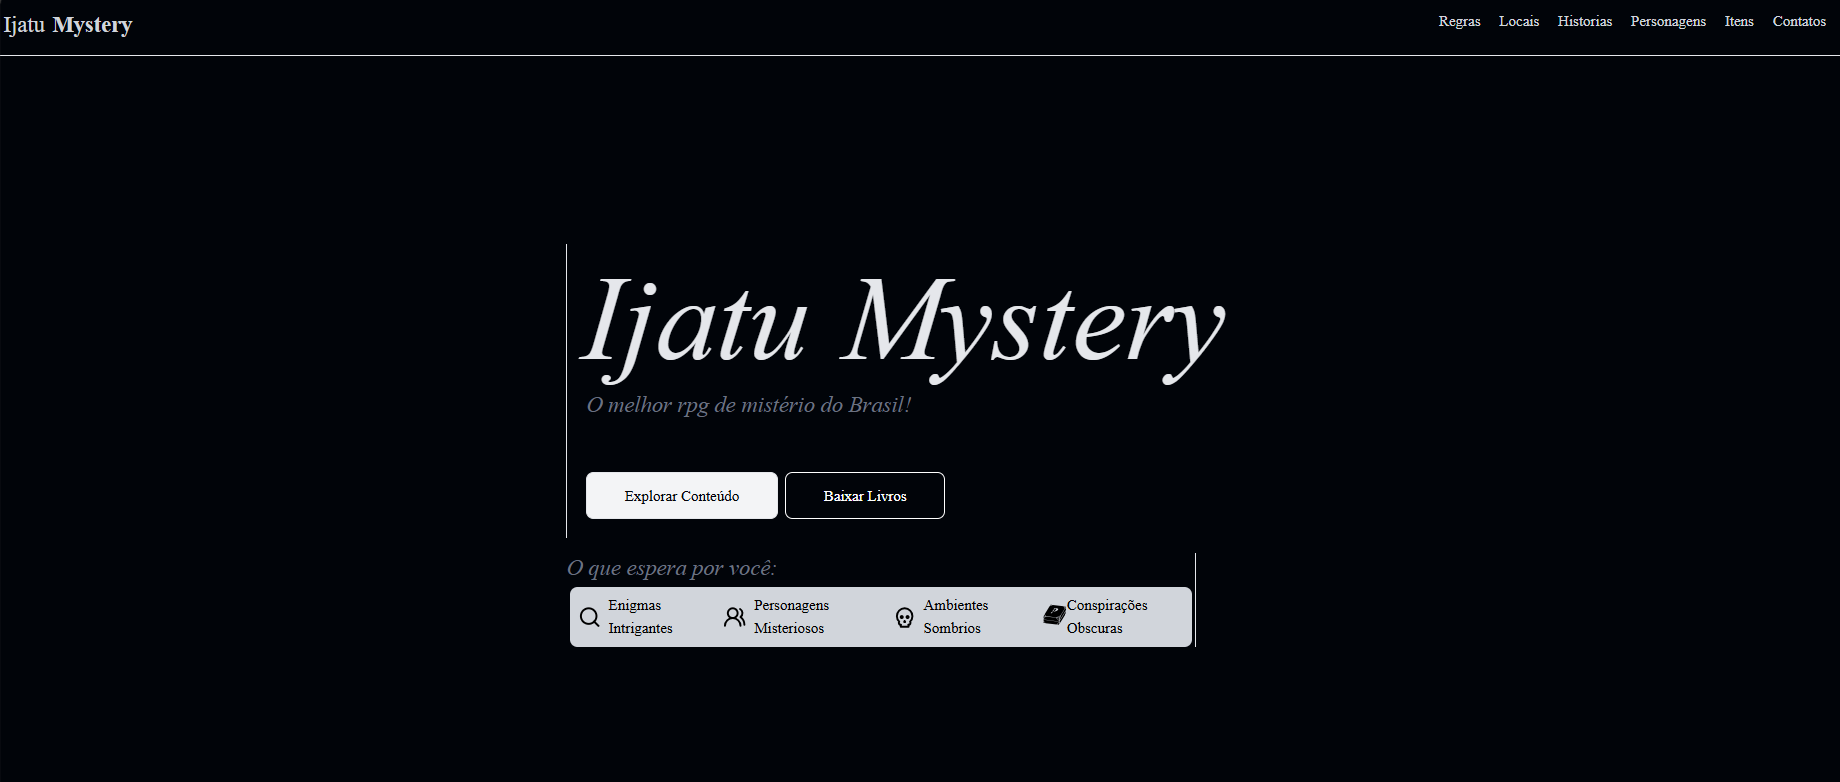 Ijatu Mystery
Regras Locais Historias Personagens Itens Contatos
Ijatu Mystery
O melhor rpg de mistério do Brasil!
Explorar Conteúdo
Baixar Livros
O que espera por você:
Enigmas
Intrigantes
Personagens
Misteriosos
Ambientes
Sombrios
Conspirações
Obscuras